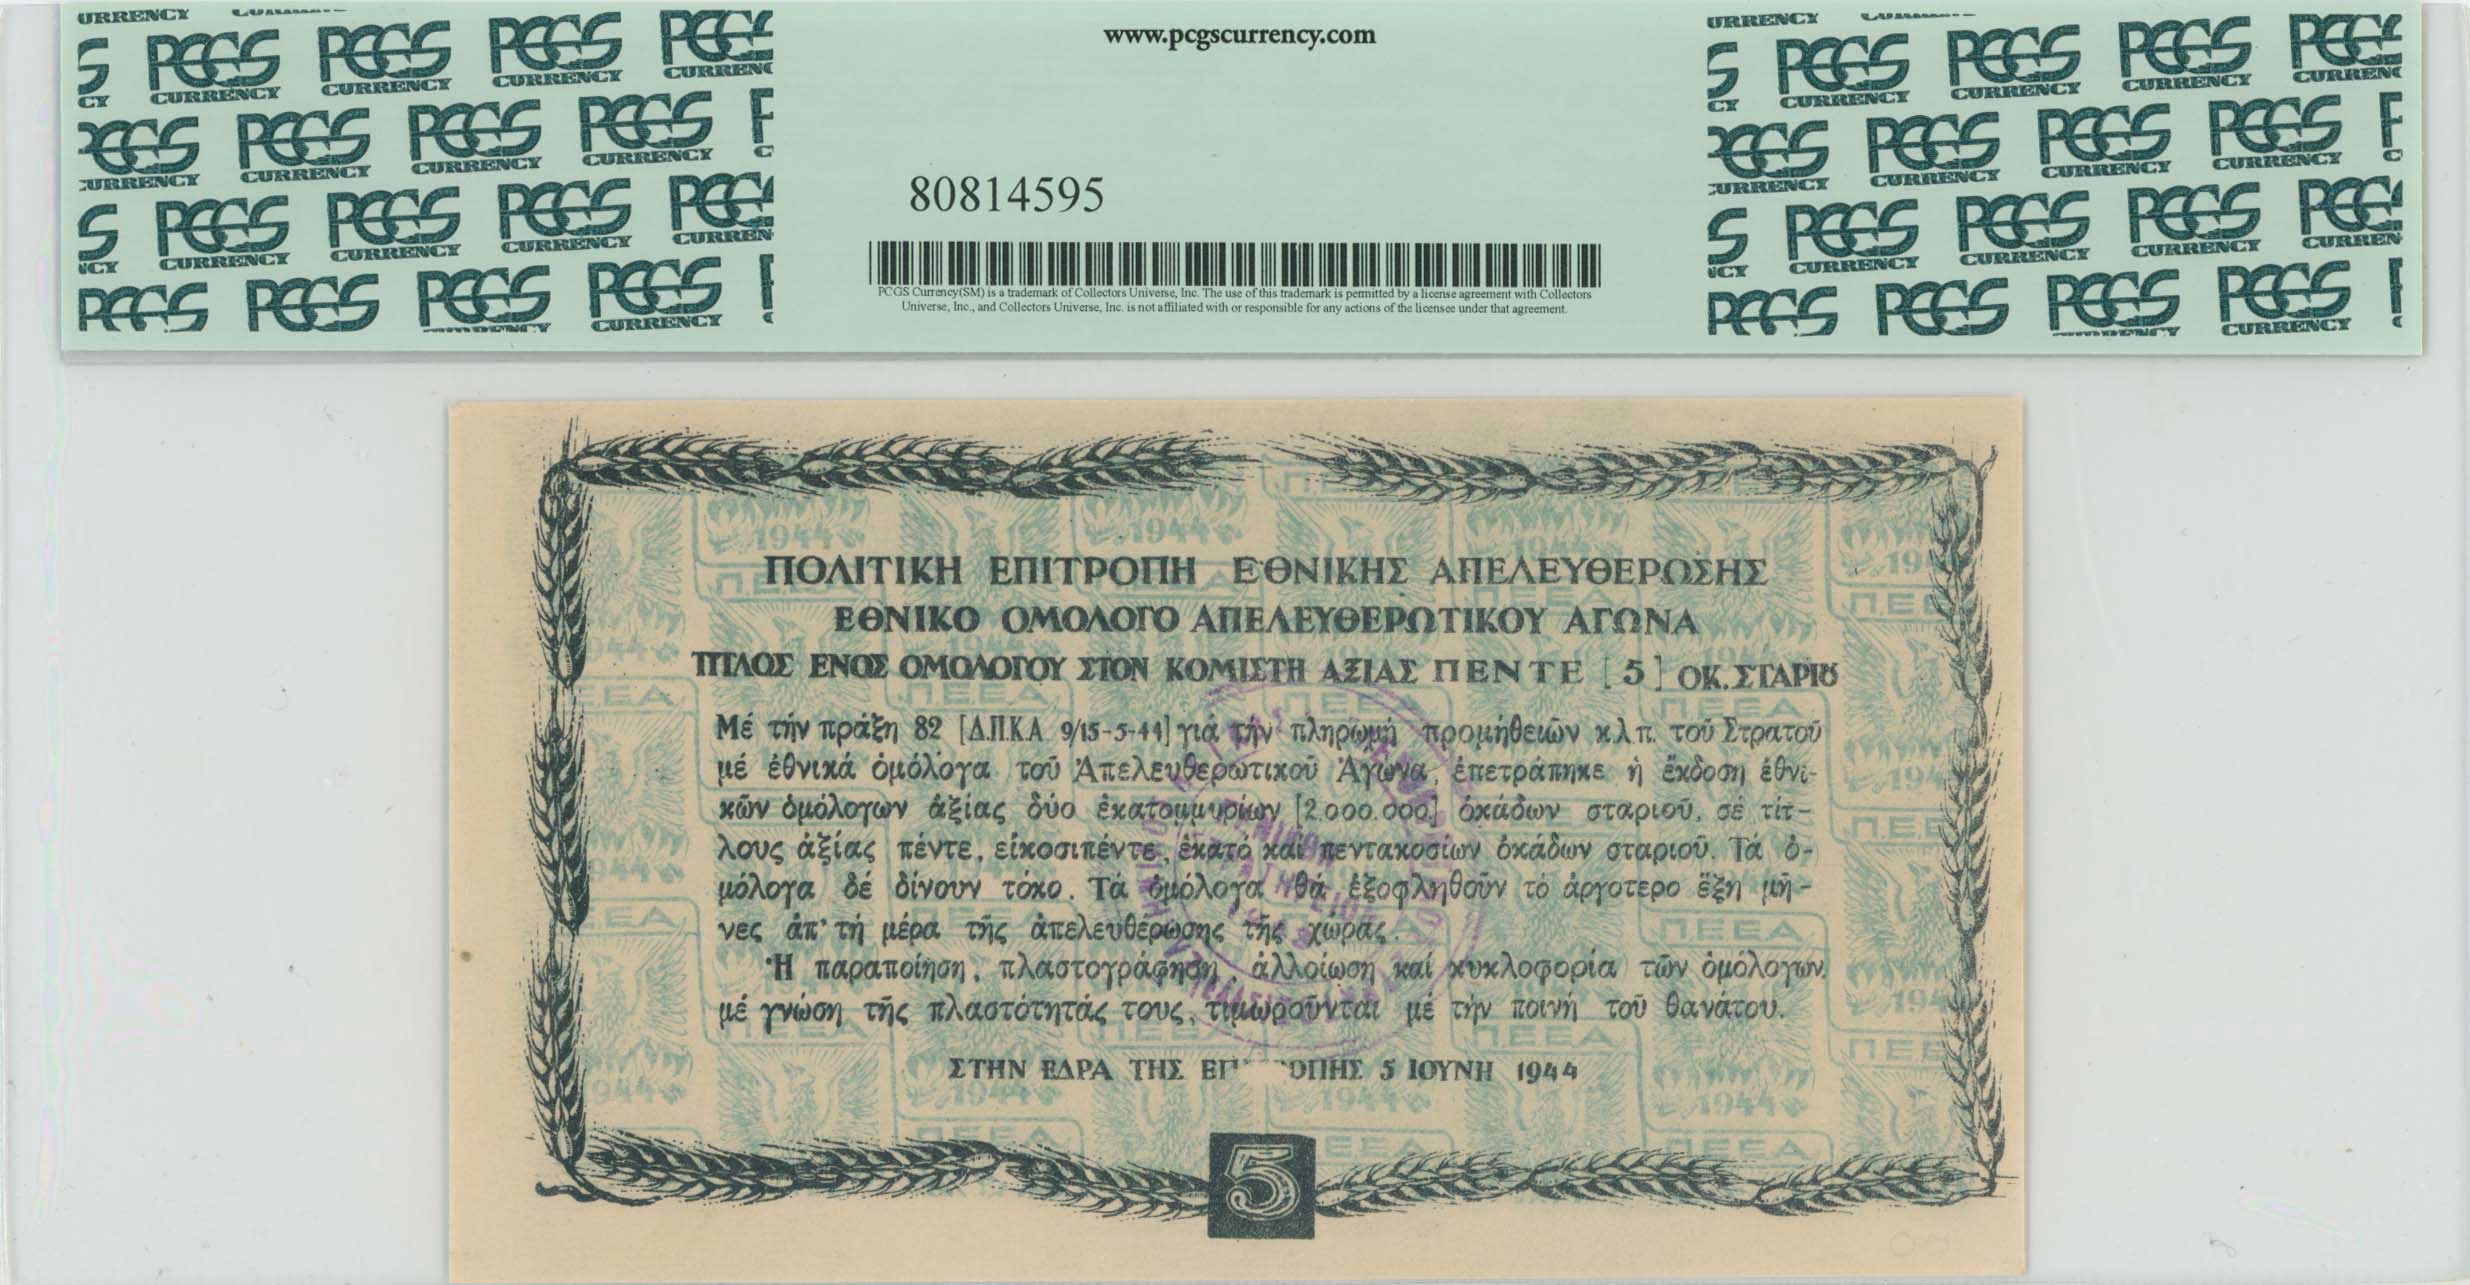 www.pcgscurrency.com
PCGS CURRENCY
80814595
PCGS Currency(SM) is a trademark of Collectors Universe, Inc. The use of this trademark is permitted by a license agreement with Collectors
Universe, Inc., and Collectors Universe, Inc. is not affiliated with or responsible for any actions of the licensee under that agreement.
ΠΟΛΙΤΙΚΗ ΕΠΙΤΡΟΠΗ ΕΘΝΙΚΗΣ ΑΠΕΛΕΥΘΕΡΩΣΗΣ
ΕΘΝΙΚΟ ΟΜΟΛΟΓΟ ΑΠΕΛΕΥΘΕΡΩΤΙΚΟΥ ΑΓΩΝΑ
ΤΙΤΛΟΣ ΕΝΟΣ ΟΜΟΛΟΓΟΥ ΣΤΟΝ ΚΟΜΙΣΤΗ ΑΞΙΑΣ ΠΕΝΤΕ [5] ΟΚ. ΣΤΑΡΙΟΥ
Μέ τήν πράξη 82 [Δ.Π.Κ.Α. 9/15-5-44] γιά τήν πληρωμή προμήθειῶν κ.λ.π. τοῦ Στρατοῦ
μέ ἐθνικά ὁμόλογα τοῦ Ἀπελευθερωτικοῦ Ἀγώνα, ἐπετράπηκε ἡ ἔκδοση ἐθνι-
κῶν ὁμόλογων ἀξίας δύο ἑκατομμυρίων [2.000.000] ὀκάδων σταριοῦ, σέ τίτ-
λους ἀξίας πέντε, εἰκοσιπέντε, ἑκατό καί πεντακοσίων ὀκάδων σταριοῦ. Τά ὁ-
μόλογα δέ δίνουν τόκο. Τά ὁμόλογα θά ἐξοφληθοῦν τό ἀργοτερο ἕξη μῆ-
νες ἀπ' τή μέρα τῆς ἀπελευθέρωσης τῆς χώρας.
Ἡ παραποίηση, πλαστογράφηση, ἀλλοίωση καί κυκλοφορία τῶν ὁμόλογων,
μέ γνώση τῆς πλαστότητάς τους, τιμωροῦνται μέ τήν ποινή τοῦ θανάτου.
ΣΤΗΝ ΕΔΡΑ ΤΗΣ ΕΠΙΤΡΟΠΗΣ 5 ΙΟΥΝΗ 1944
5
Π.Ε.Ε.Α.
1944